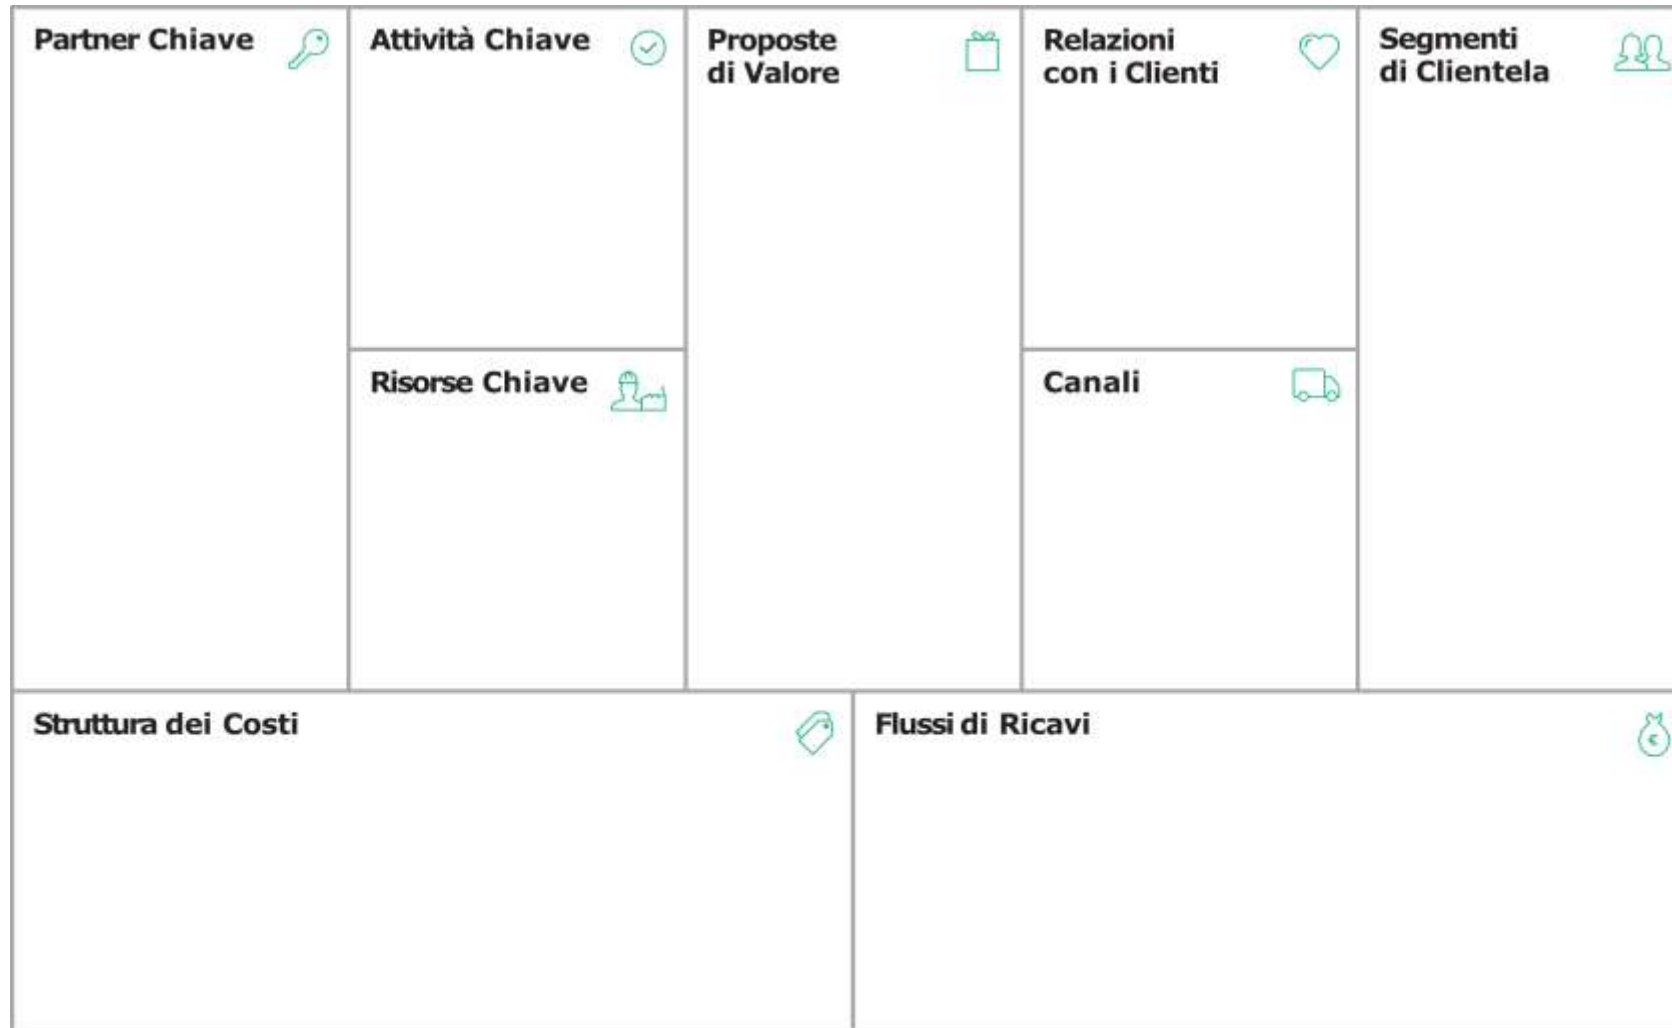 Partner Chiave
Attività Chiave
Proposte
di Valore
Relazioni
con i Clienti
Segmenti
di Clientela
Risorse Chiave
Canali
Struttura dei Costi
Flussi di Ricavi
€